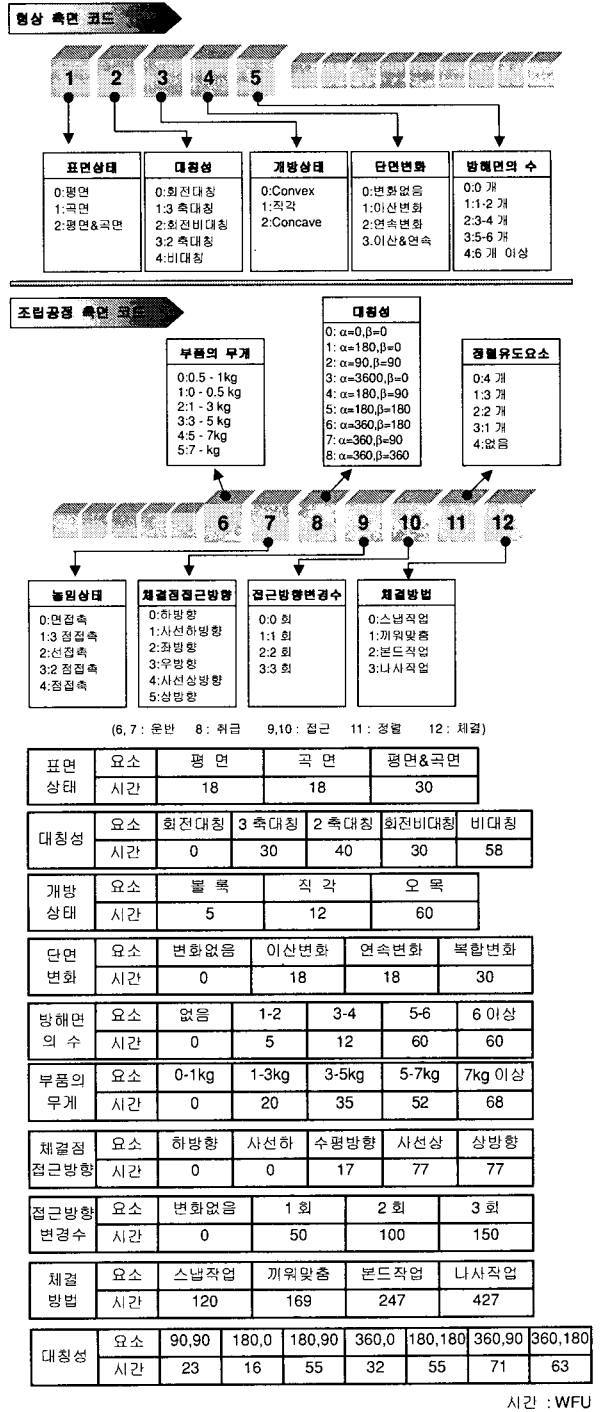 형상 측면 코드
1 2 3 4 5
표면상태
0:평면
1:곡면
2:평면&곡면
대칭성
0:회전대칭
1:3 축대칭
2:회전비대칭
3:2 축대칭
4:비대칭
개방상태
0:Convex
1:직각
2:Concave
단면변화
0:변화없음
1:이산변화
2:연속변화
3.이산&연속
방해면의 수
0:0 개
1:1-2 개
2:3-4 개
3:5-6 개
4:6 개 이상
조립공정 측면 코드
부품의 무게
0:0.5 - 1kg
1:0 - 0.5 kg
2:1 - 3 kg
3:3 - 5 kg
4:5 - 7kg
5:7 - kg
대칭성
0: α=0,β=0
1: α=180,β=0
2: α=90,β=90
3: α=3600,β=0
4: α=180,β=90
5: α=180,β=180
6: α=360,β=180
7: α=360,β=90
8: α=360,β=360
정렬유도요소
0:4 개
1:3 개
2:2 개
3:1 개
4:없음
6 7 8 9 10 11 12
놓임상태
0:면접촉
1:3 점접촉
2:선접촉
3:2 점접촉
4:점접촉
체결점접근방향
0:하방향
1:사선하방향
2:좌방향
3:우방향
4:사선상방향
5:상방향
접근방향변경수
0:0 회
1:1 회
2:2 회
3:3 회
체결방법
0:스냅작업
1:끼워맞춤
2:본드작업
3:나사작업
(6, 7 : 운반 8 : 취급 9,10 : 접근 11 : 정렬 12 : 체결)
표면 상태 요소 평 면 곡 면 평면&곡면
시간 18 18 30
대칭성 요소 회전대칭 3 축대칭 2 축대칭 회전비대칭 비대칭
시간 0 30 40 30 58
개방 상태 요소 볼 록 직 각 오 목
시간 5 12 60
단면 변화 요소 변화없음 이산변화 연속변화 복합변화
시간 0 18 18 30
방해면의 수 요소 없음 1-2 3-4 5-6 6 이상
시간 0 5 12 60 60
부품의 무게 요소 0-1kg 1-3kg 3-5kg 5-7kg 7kg 이상
시간 0 20 35 52 68
체결점 접근방향 요소 하방향 사선하 수평방향 사선상 상방향
시간 0 0 17 77 77
접근방향 변경수 요소 변화없음 1 회 2 회 3 회
시간 0 50 100 150
체결 방법 요소 스냅작업 끼워맞춤 본드작업 나사작업
시간 120 169 247 427
대칭성 요소 90,90 180,0 180,90 360,0 180,180 360,90 360,180
시간 23 16 55 32 55 71 63
시간 : WFU